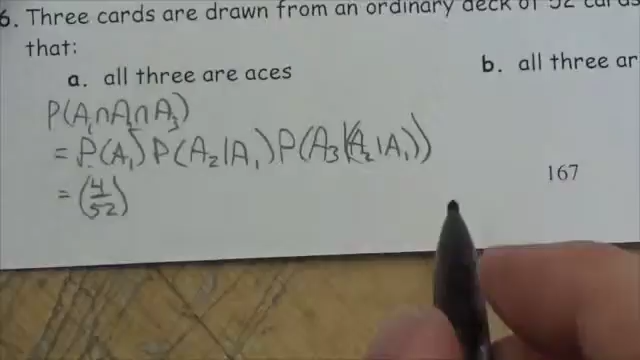 6. Three cards are drawn from an ordinary deck of 52 cards
that:
a. all three are aces
b. all three ar
P(A₁∩A₂∩A₃)
= P(A₁)P(A₂|A₁)P(A₃|(A₂|A₁))
= (4/52)
167